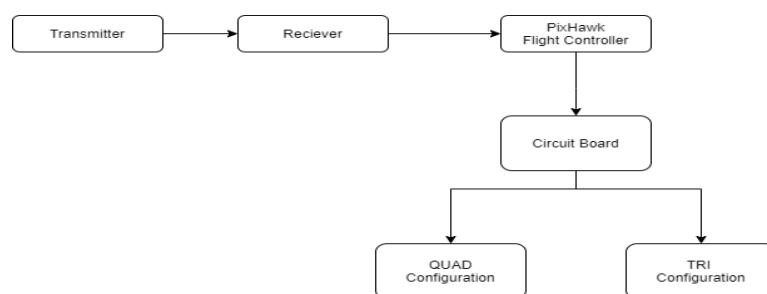 Transmitter
Reciever
PixHawk
Flight Controller
Circuit Board
QUAD
Configuration
TRI
Configuration